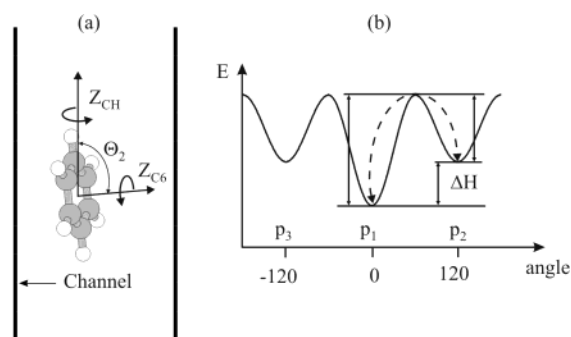 (a)
Z_CH
Θ_2
Z_C6
Channel
(b)
E
ΔH
p_3 p_1 p_2
-120 0 120 angle